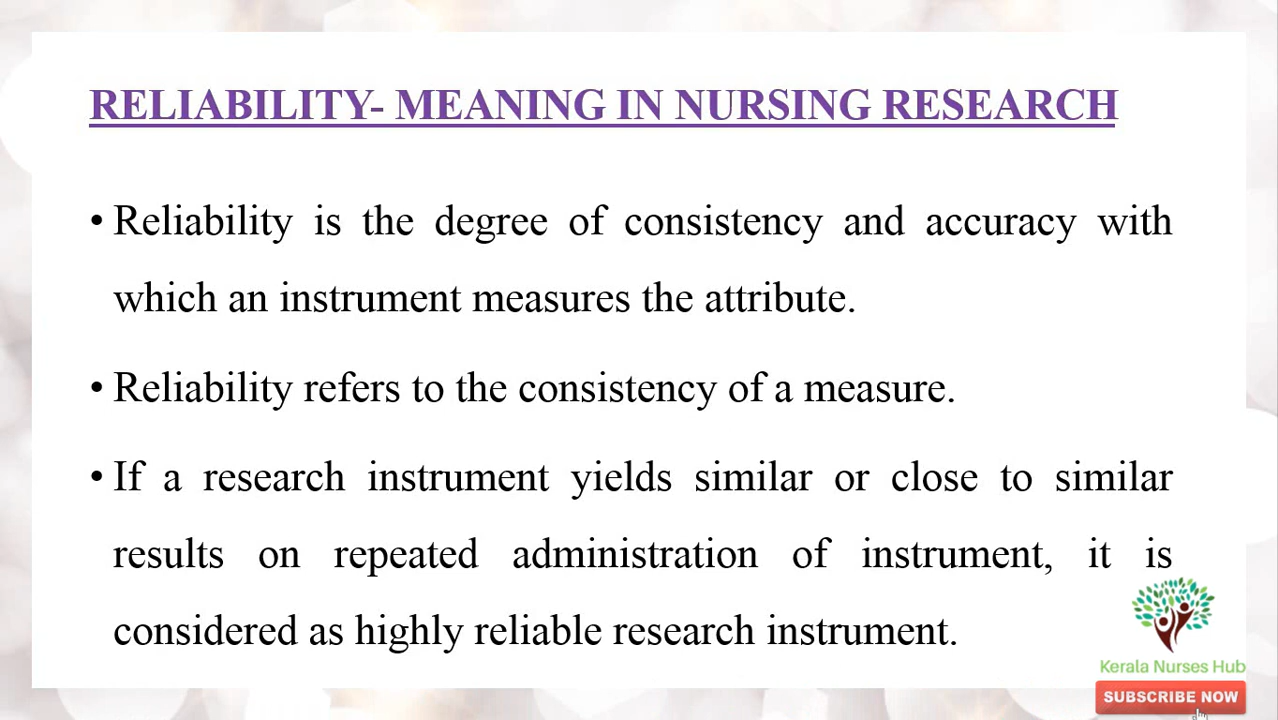 RELIABILITY- MEANING IN NURSING RESEARCH
• Reliability is the degree of consistency and accuracy with
which an instrument measures the attribute.
• Reliability refers to the consistency of a measure.
• If a research instrument yields similar or close to similar
results on repeated administration of instrument, it is
considered as highly reliable research instrument.
Kerala Nurses Hub
SUBSCRIBE NOW